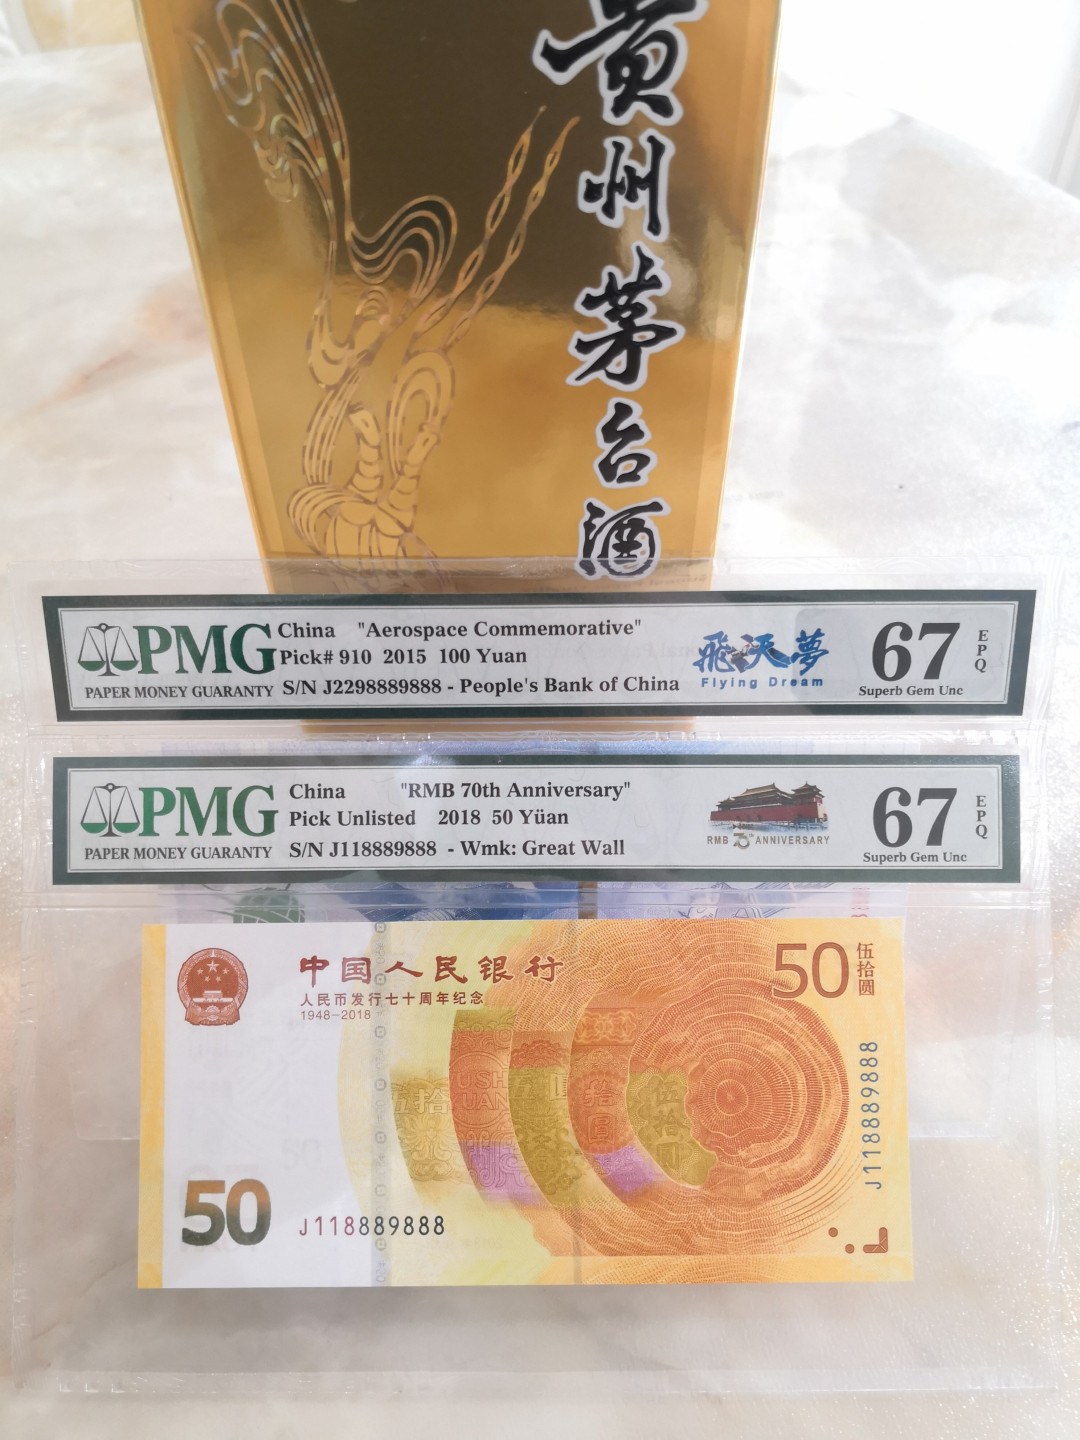 贵州茅台酒
PMG
PAPER MONEY GUARANTY
China "Aerospace Commemorative"
Pick# 910 2015 100 Yuan
S/N J2298889888 - People's Bank of China
飛天夢
Flying Dream
67
EPQ
Superb Gem Unc
PMG
PAPER MONEY GUARANTY
China "RMB 70th Anniversary"
Pick Unlisted 2018 50 Yüan
S/N J118889888 - Wmk: Great Wall
RMB 70th ANNIVERSARY
67
EPQ
Superb Gem Unc
中国人民银行
人民币发行七十周年纪念
1948-2018
50
伍拾圆
伍拾圆
J118889888
50
J118889888